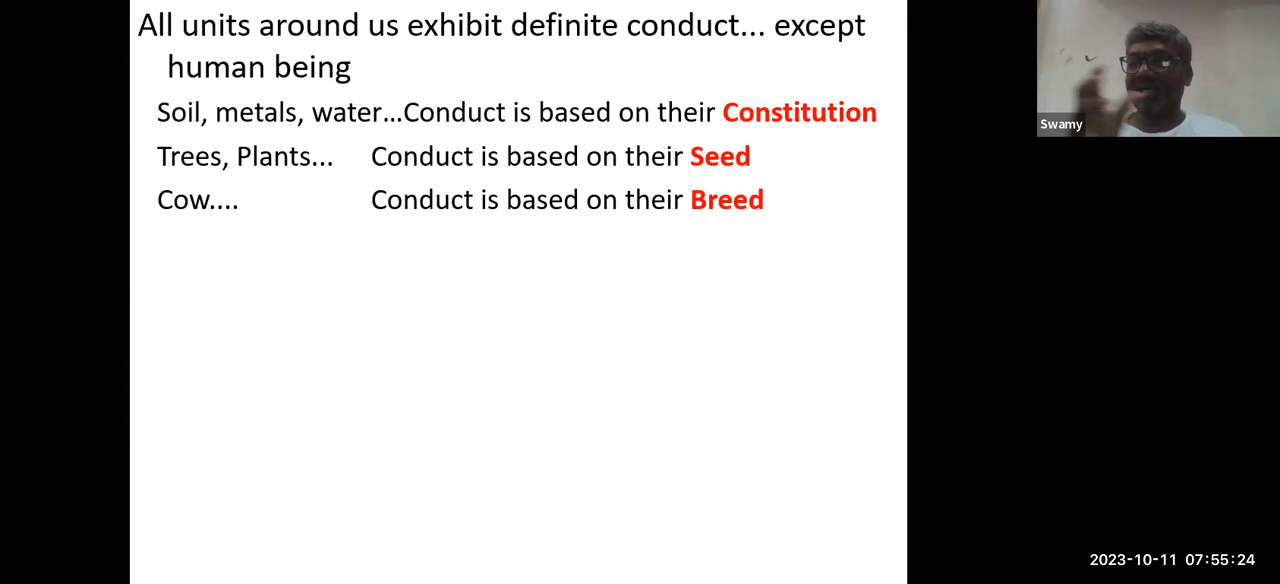 All units around us exhibit definite conduct... except
human being
Soil, metals, water...Conduct is based on their Constitution
Trees, Plants... Conduct is based on their Seed
Cow.... Conduct is based on their Breed
Swamy
2023-10-11 07:55:24